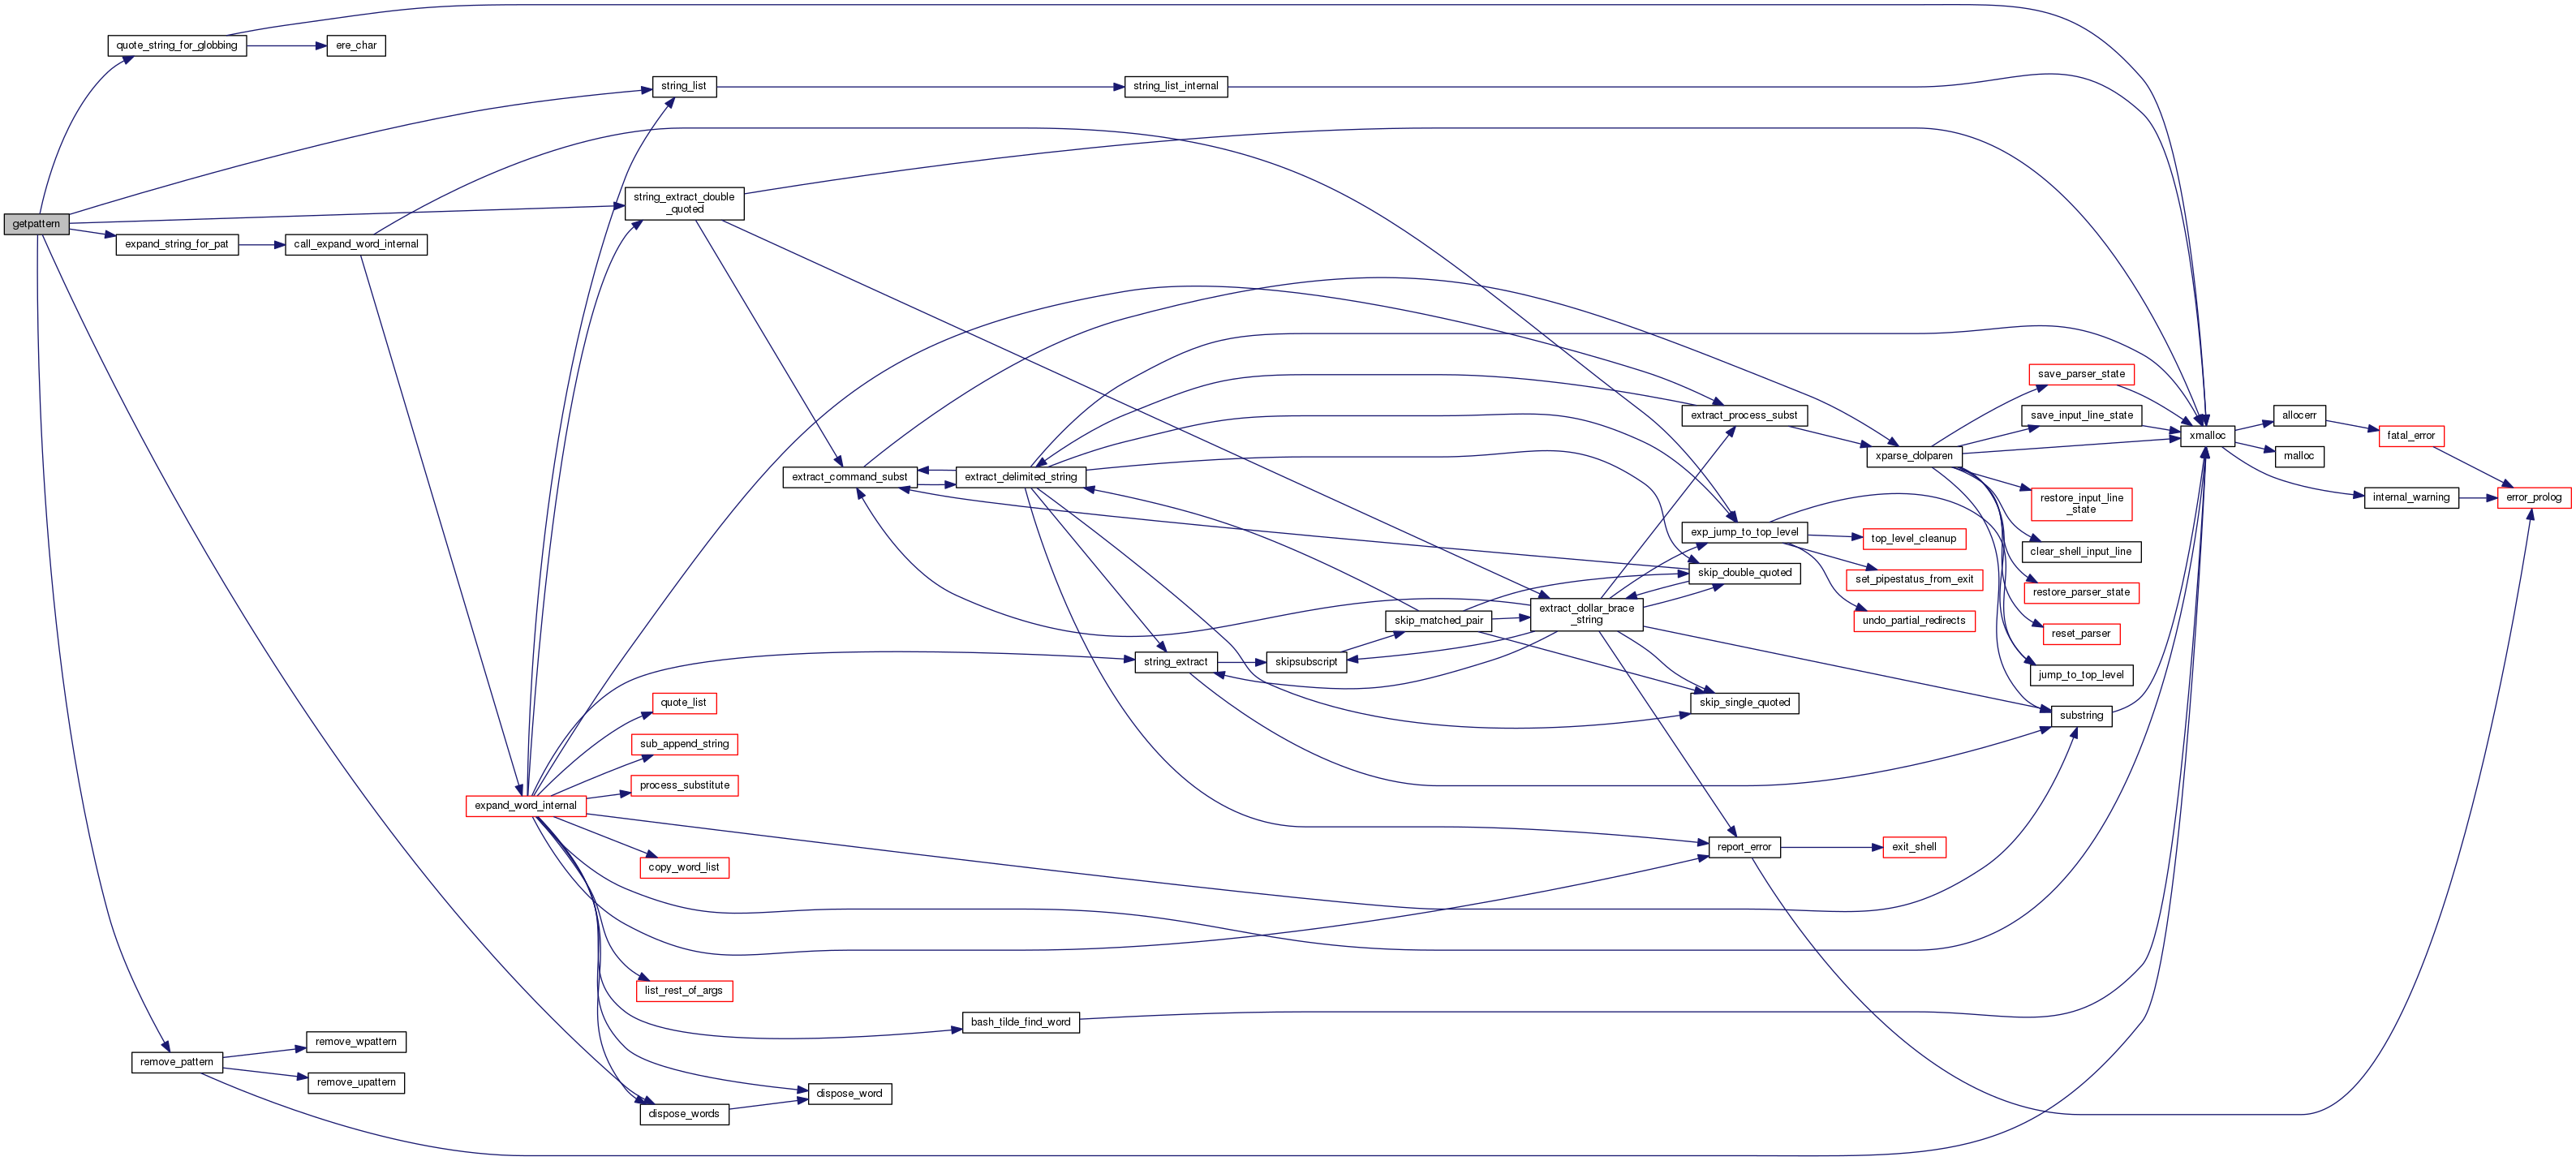 quote_string_for_globbing
ere_char
string_list
string_list_internal
string_extract_double
_quoted
getpattern
expand_string_for_pat
call_expand_word_internal
save_parser_state
extract_process_subst
save_input_line_state
allocerr
xmalloc
fatal_error
xparse_dolparen
malloc
extract_command_subst
extract_delimited_string
restore_input_line
_state
internal_warning
error_prolog
exp_jump_to_top_level
top_level_cleanup
clear_shell_input_line
skip_double_quoted
set_pipestatus_from_exit
restore_parser_state
extract_dollar_brace
_string
skip_matched_pair
undo_partial_redirects
reset_parser
string_extract
skipsubscript
jump_to_top_level
quote_list
skip_single_quoted
substring
sub_append_string
process_substitute
expand_word_internal
report_error
exit_shell
copy_word_list
list_rest_of_args
bash_tilde_find_word
remove_wpattern
remove_pattern
remove_upattern
dispose_word
dispose_words